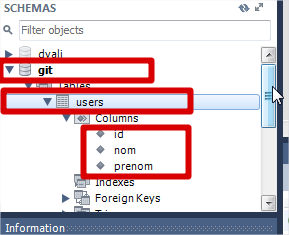 SCHEMAS
Filter objects
dvali
git
Tables
users
Columns
id
nom
prenom
Indexes
Foreign Keys
Information